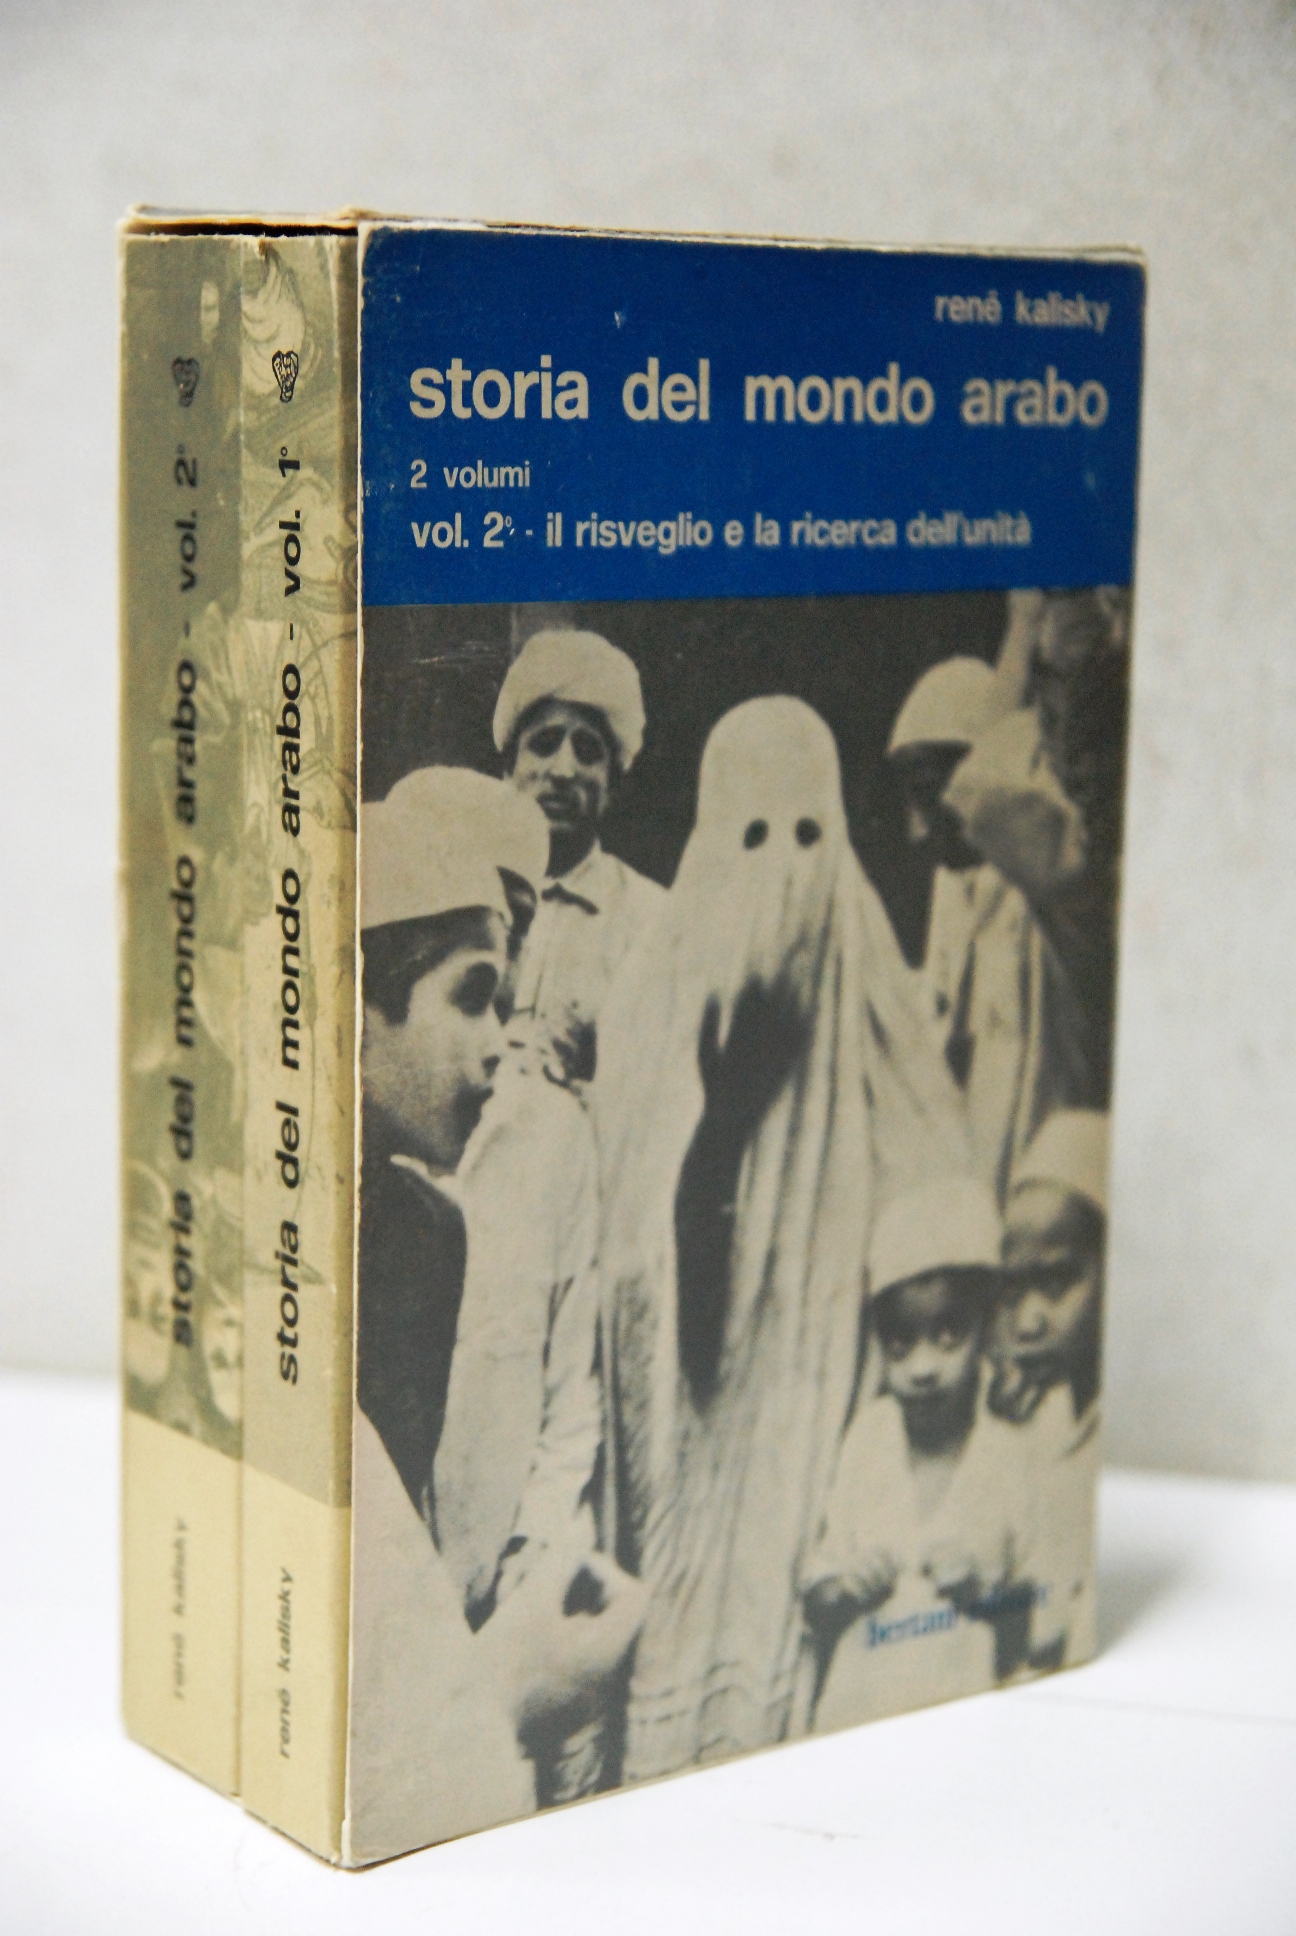 rené kalisky
storia del mondo arabo
2 volumi
vol. 2° - il risveglio e la ricerca dell'unità
bertani
storia del mondo arabo - vol. 2°
rené kalisky
storia del mondo arabo - vol. 1°
rené kalisky